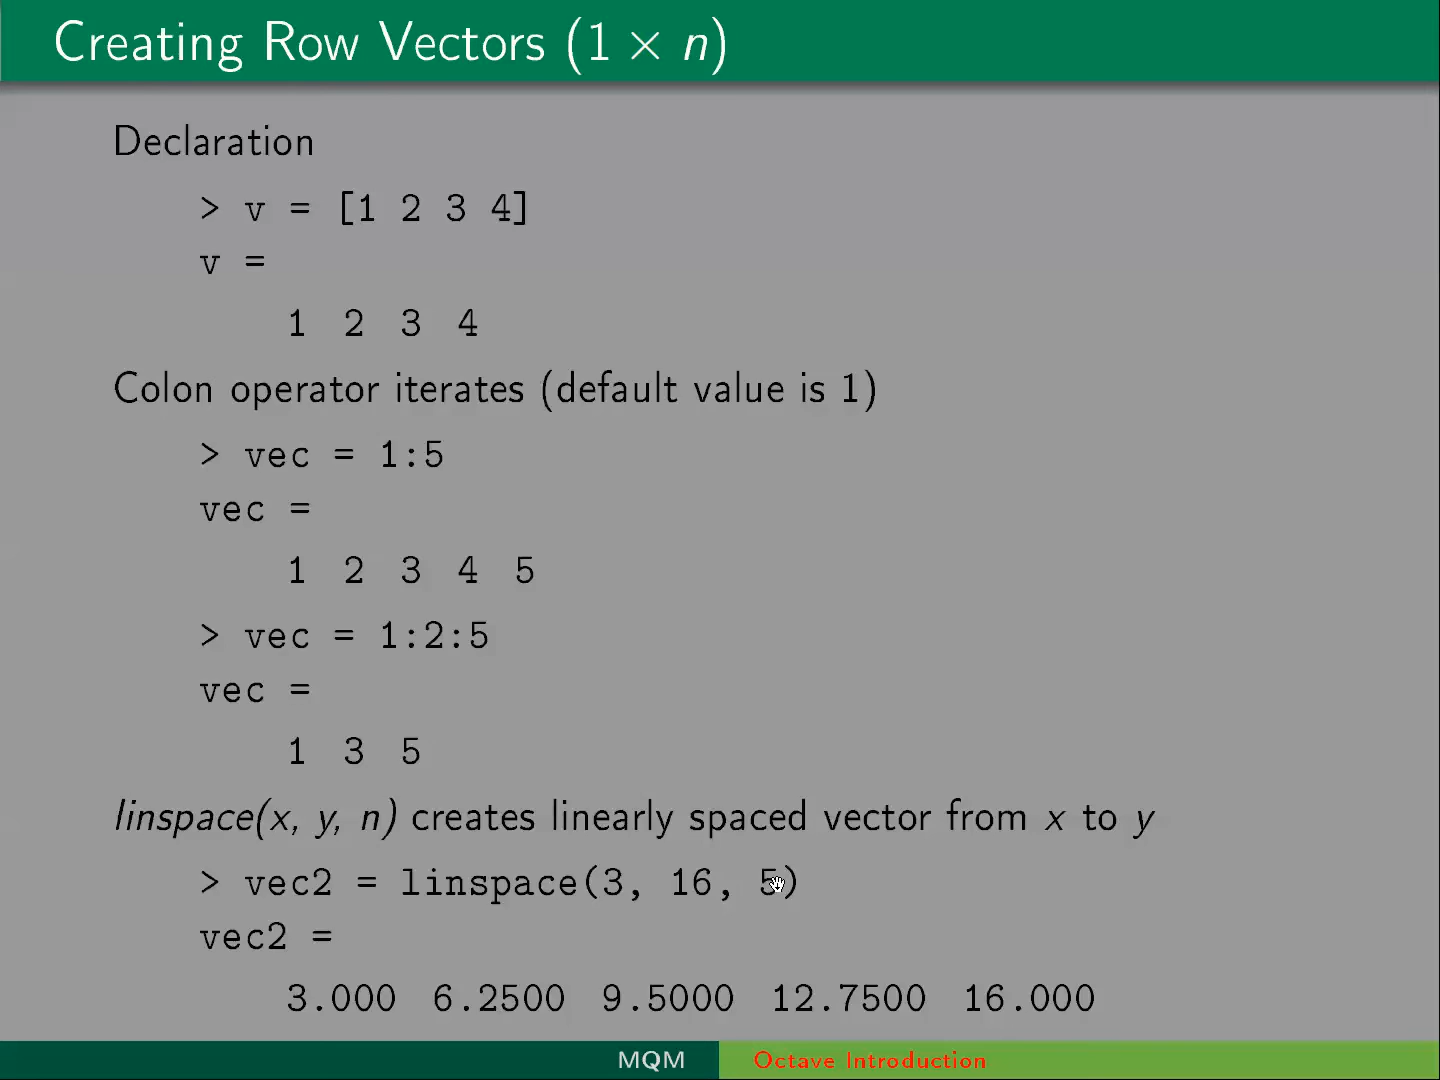 Creating Row Vectors (1 × n)
Declaration
> v = [1 2 3 4]
v =
1 2 3 4
Colon operator iterates (default value is 1)
> vec = 1:5
vec =
1 2 3 4 5
> vec = 1:2:5
vec =
1 3 5
linspace(x, y, n) creates linearly spaced vector from x to y
> vec2 = linspace(3, 16, 5)
vec2 =
3.000 6.2500 9.5000 12.7500 16.000
MQM Octave Introduction